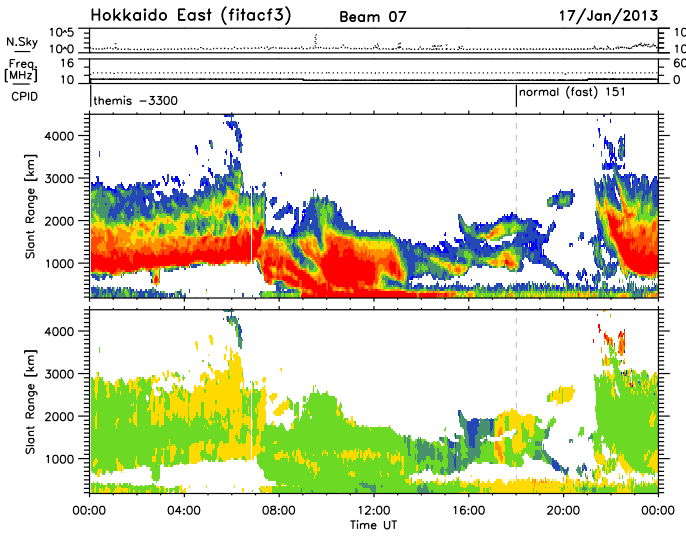 Hokkaido East (fitacf3) Beam 07 17/Jan/2013
N.Sky 10^5 10^0 10 10
Freq. [MHz] 16 10 60 0
CPID themis -3300 normal (fast) 151
Slant Range [km] 4000 3000 2000 1000
Slant Range [km] 4000 3000 2000 1000
00:00 04:00 08:00 12:00 16:00 20:00 00:00
Time UT